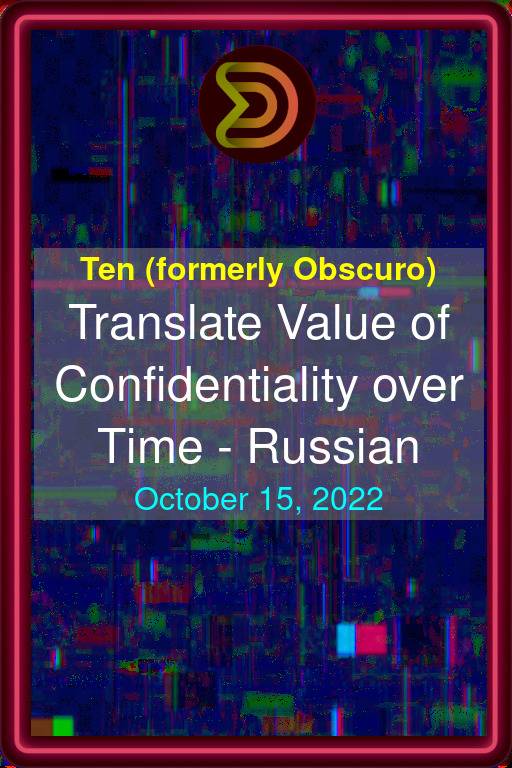 Ten (formerly Obscuro)
Translate Value of
Confidentiality over
Time - Russian
October 15, 2022